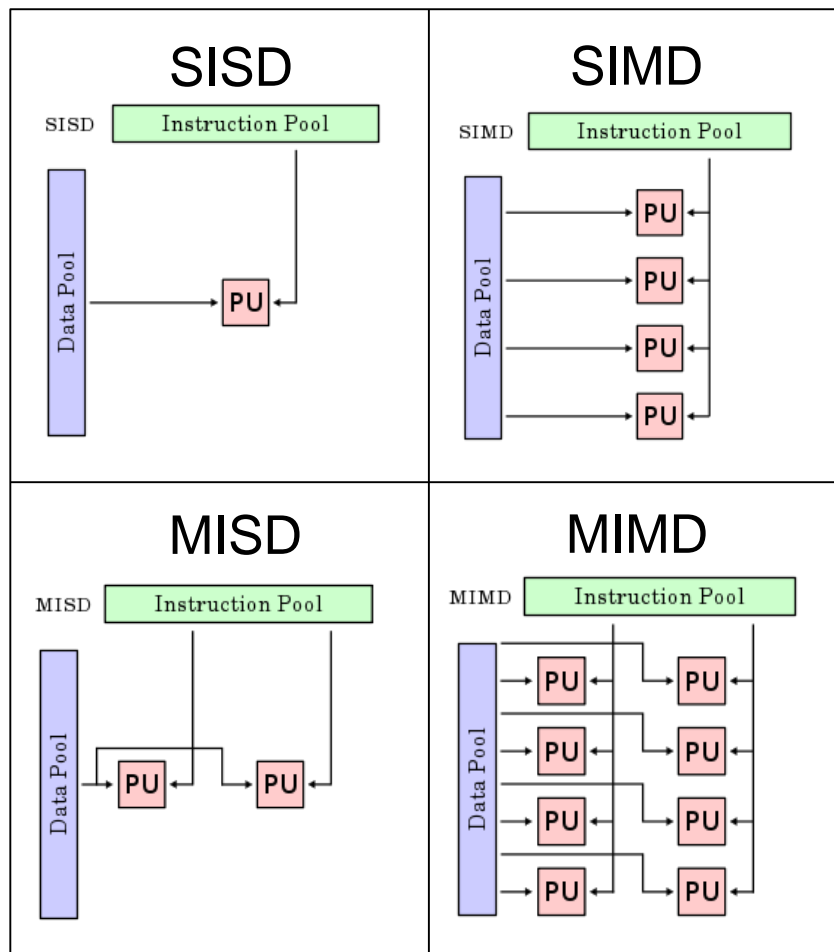 SISD
SISD
Instruction Pool
Data Pool
PU
SIMD
SIMD
Instruction Pool
Data Pool
PU
PU
PU
PU
MISD
MISD
Instruction Pool
Data Pool
PU
PU
MIMD
MIMD
Instruction Pool
Data Pool
PU
PU
PU
PU
PU
PU
PU
PU